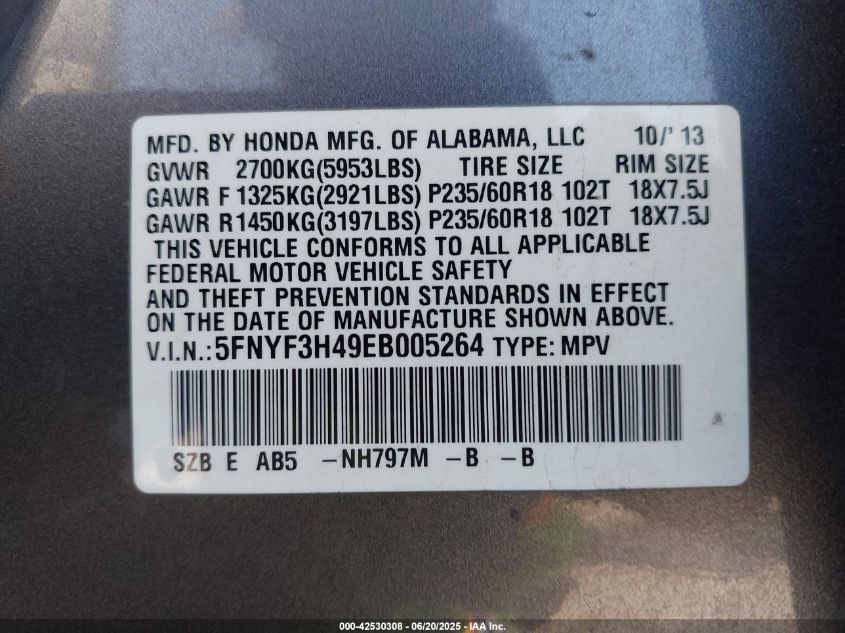 MFD. BY HONDA MFG. OF ALABAMA, LLC 10/'13
GVWR 2700KG(5953LBS) TIRE SIZE RIM SIZE
GAWR F 1325KG(2921LBS) P235/60R18 102T 18X7.5J
GAWR R1450KG(3197LBS) P235/60R18 102T 18X7.5J
THIS VEHICLE CONFORMS TO ALL APPLICABLE
FEDERAL MOTOR VEHICLE SAFETY
AND THEFT PREVENTION STANDARDS IN EFFECT
ON THE DATE OF MANUFACTURE SHOWN ABOVE.
V.I.N.:5FNYF3H49EB005264 TYPE: MPV
A
SZB E AB5 -NH797M -B -B
000-42530308 - 06/20/2025 - IAA Inc.